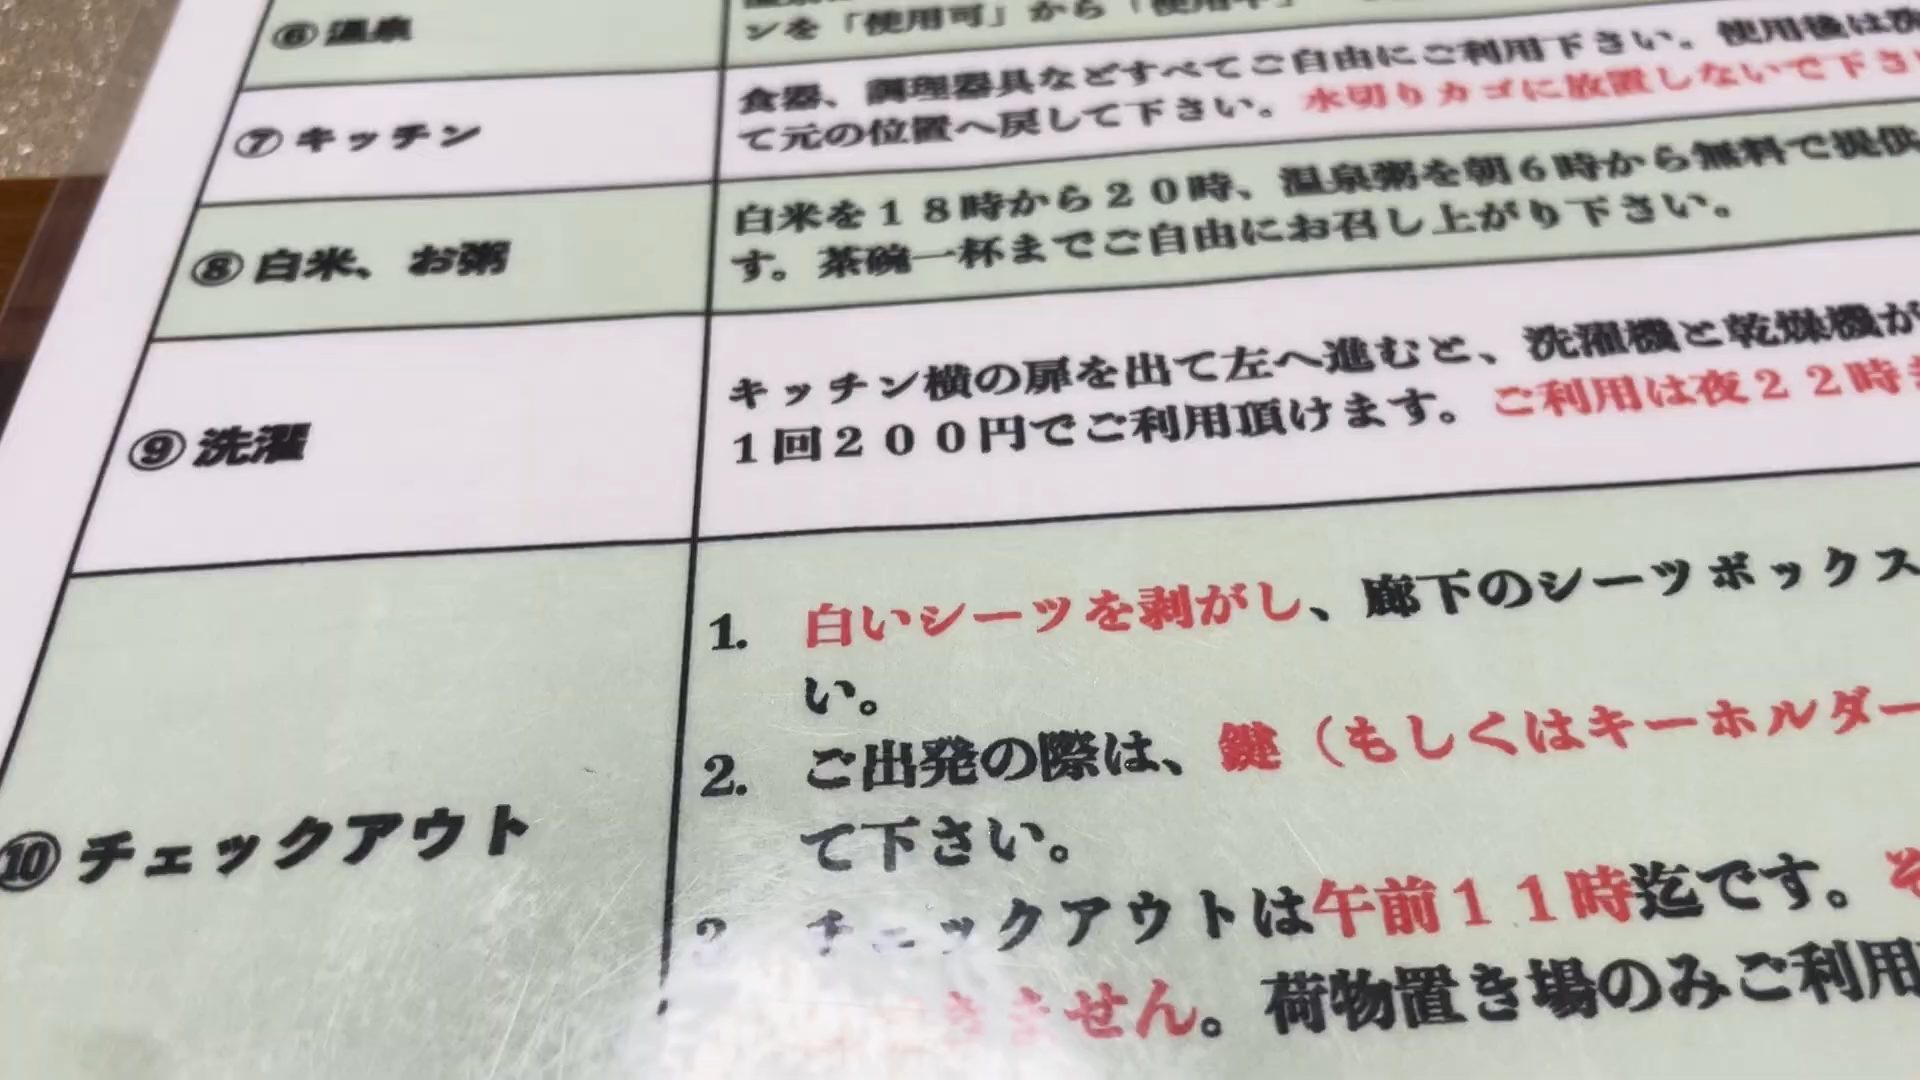 ⑥温泉
ンを「使用可」から「使用中」
⑦キッチン
食器、調理器具などすべてご自由にご利用下さい。使用後は洗
て元の位置へ戻して下さい。水切りカゴに放置しないで下さ
⑧白米、お粥
白米を１８時から２０時、温泉粥を朝６時から無料で提供
す。茶碗一杯までご自由にお召し上がり下さい。
⑨洗濯
キッチン横の扉を出て左へ進むと、洗濯機と乾燥機が
１回２００円でご利用頂けます。ご利用は夜２２時
⑩チェックアウト
1. 白いシーツを剥がし、廊下のシーツボックス
い。
2. ご出発の際は、鍵（もしくはキーホルダー
て下さい。
3. チェックアウトは午前１１時迄です。そ
きません。荷物置き場のみご利用